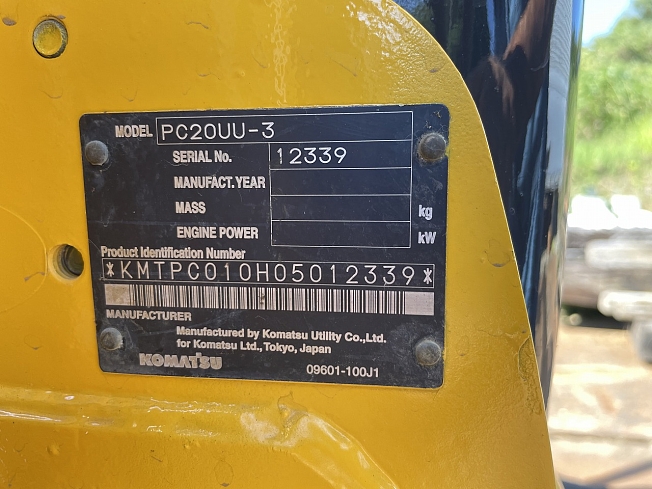 MODEL PC20UU-3
SERIAL No. 12339
MANUFACT.YEAR
MASS kg
ENGINE POWER kW
Product Identification Number
*KMTPC010H05012339*
MANUFACTURER
Manufactured by Komatsu Utility Co.,Ltd.
for Komatsu Ltd.,Tokyo, Japan
KOMATSU
09601-100J1